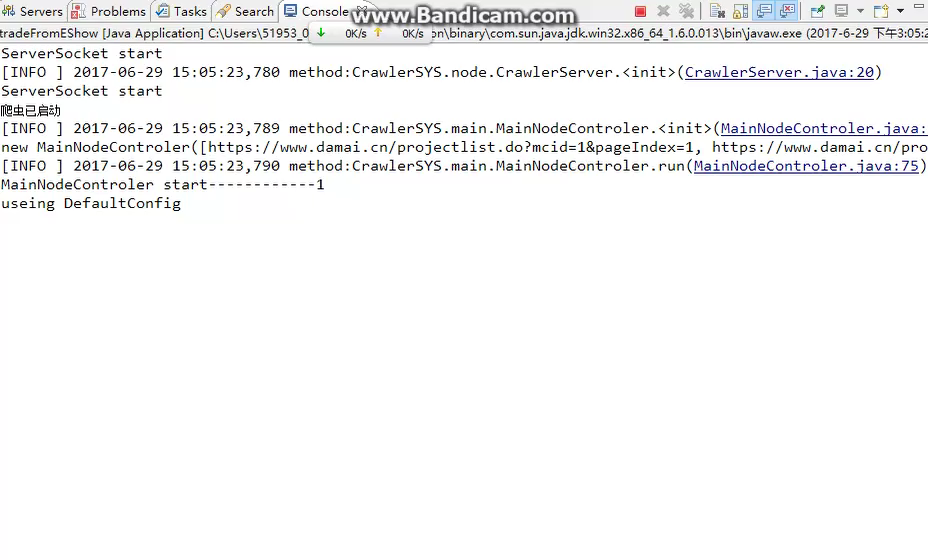 www.Bandicam.com
Servers Problems Tasks Search Console
tradeFromEShow [Java Application] C:\Users\51953_0 0K/s 0K/s on\binary\com.sun.java.jdk.win32.x86_64_1.6.0.013\bin\javaw.exe (2017-6-29 下午3:05:2
ServerSocket start
[INFO ] 2017-06-29 15:05:23,780 method:CrawlerSYS.node.CrawlerServer.<init>(CrawlerServer.java:20)
ServerSocket start
爬虫已启动
[INFO ] 2017-06-29 15:05:23,789 method:CrawlerSYS.main.MainNodeControler.<init>(MainNodeControler.java:
new MainNodeControler([https://www.damai.cn/projectlist.do?mcid=1&pageIndex=1, https://www.damai.cn/pro
[INFO ] 2017-06-29 15:05:23,790 method:CrawlerSYS.main.MainNodeControler.run(MainNodeControler.java:75)
MainNodeControler start------------1
useing DefaultConfig